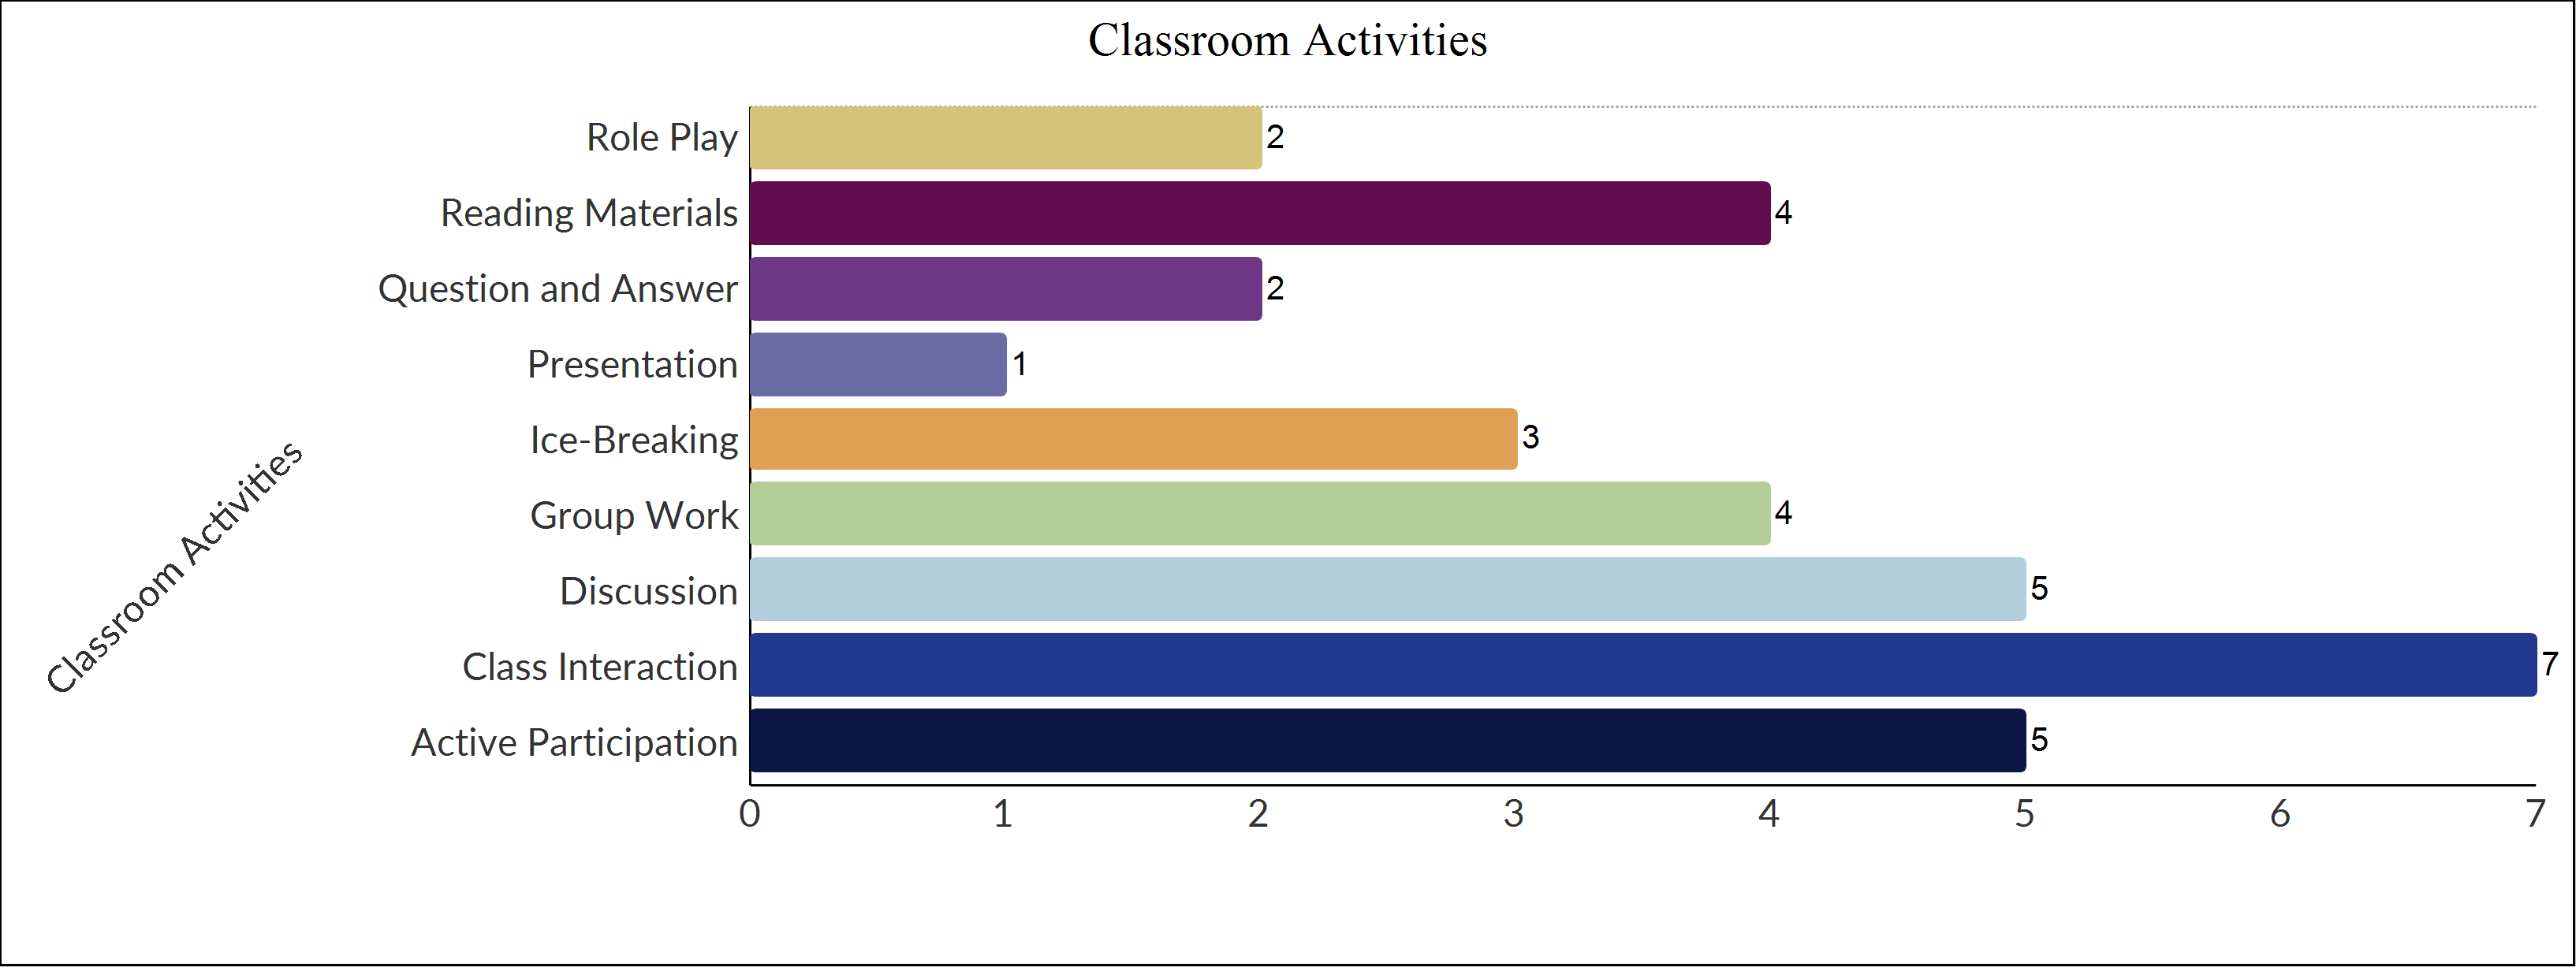 Classroom Activities
Role Play
2
Reading Materials
4
Question and Answer
2
Presentation
1
Ice-Breaking
3
Group Work
4
Discussion
5
Class Interaction
7
Active Participation
5
Classroom Activities
0 1 2 3 4 5 6 7